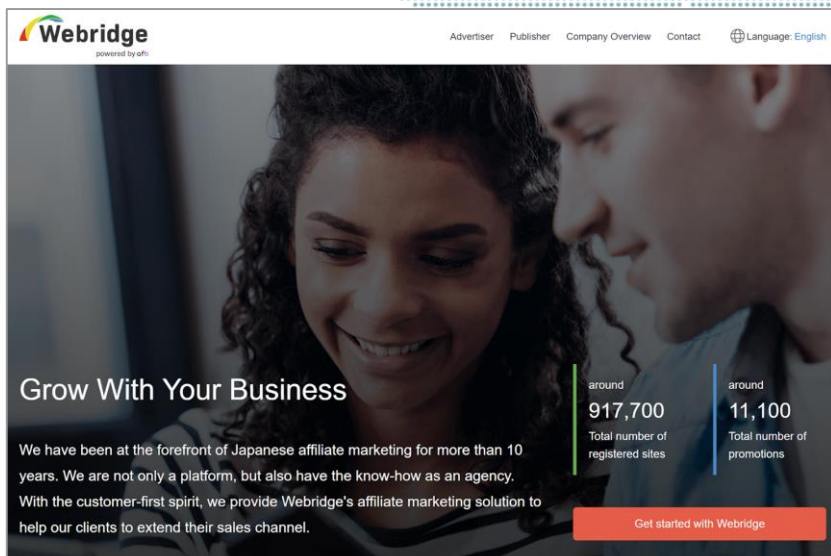 Webridge
powered by afb
Advertiser Publisher Company Overview Contact Language: English
Grow With Your Business
We have been at the forefront of Japanese affiliate marketing for more than 10
years. We are not only a platform, but also have the know-how as an agency.
With the customer-first spirit, we provide Webridge's affiliate marketing solution to
help our clients to extend their sales channel.
around
917,700
Total number of
registered sites
around
11,100
Total number of
promotions
Get started with Webridge